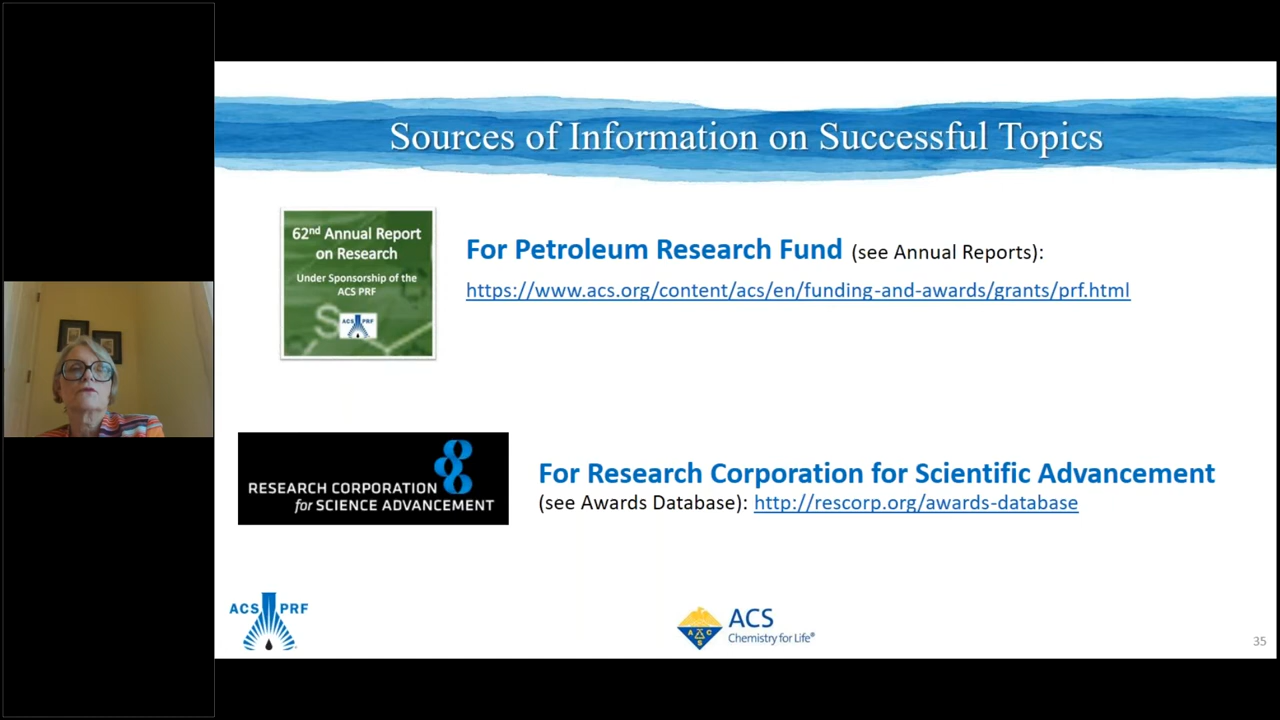 Sources of Information on Successful Topics
62nd Annual Report
on Research
Under Sponsorship of the
ACS PRF
S
ACS PRF
For Petroleum Research Fund (see Annual Reports):
https://www.acs.org/content/acs/en/funding-and-awards/grants/prf.html
RESEARCH CORPORATION
for SCIENCE ADVANCEMENT
For Research Corporation for Scientific Advancement
(see Awards Database): http://rescorp.org/awards-database
ACS PRF
ACS
Chemistry for Life®
A C S
35